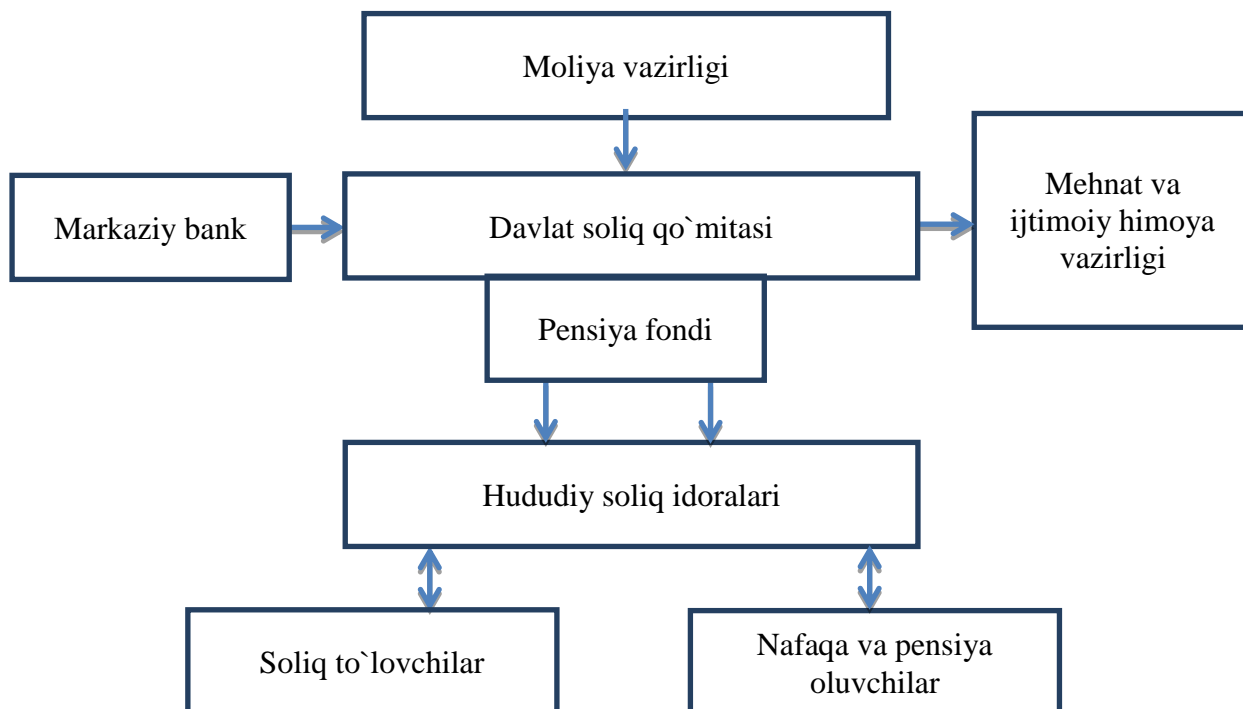 Moliya vazirligi
Markaziy bank
Davlat soliq qo`mitasi
Mehnat va
ijtimoiy himoya
vazirligi
Pensiya fondi
Hududiy soliq idoralari
Soliq to`lovchilar
Nafaqa va pensiya
oluvchilar